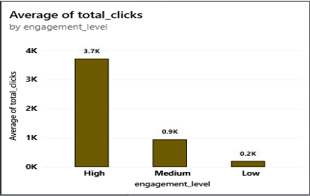 Average of total_clicks
by engagement_level
4K
3K
2K
1K
0K
Average of total_clicks
3.7K
0.9K
0.2K
High Medium Low
engagement_level